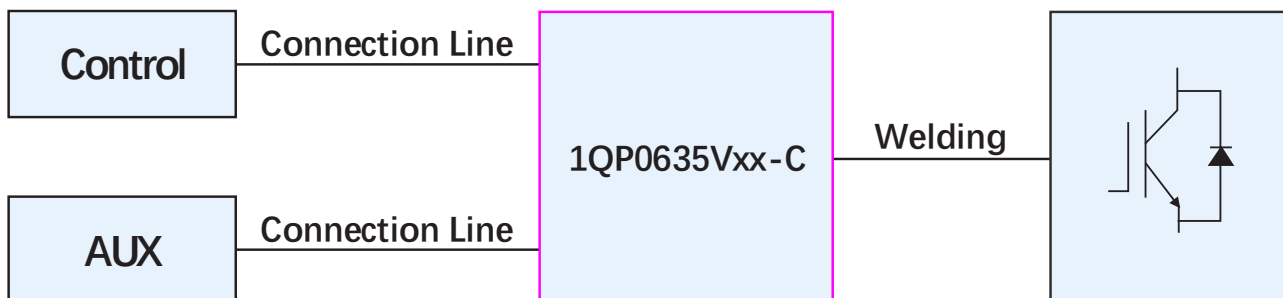 Control
Connection Line
1QP0635Vxx-C
Welding
AUX
Connection Line